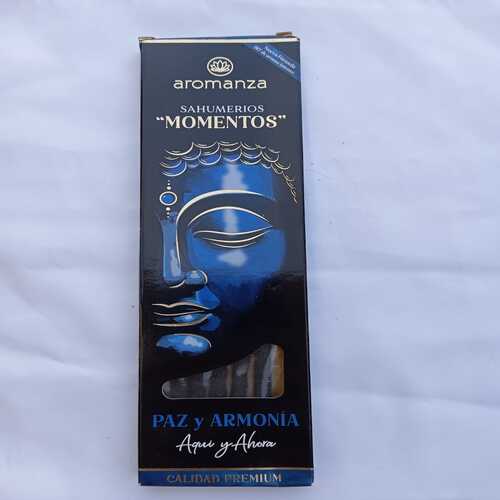 aromanza
SAHUMERIOS
"MOMENTOS"
PAZ y ARMONÍA
Aquí y Ahora
CALIDAD PREMIUM